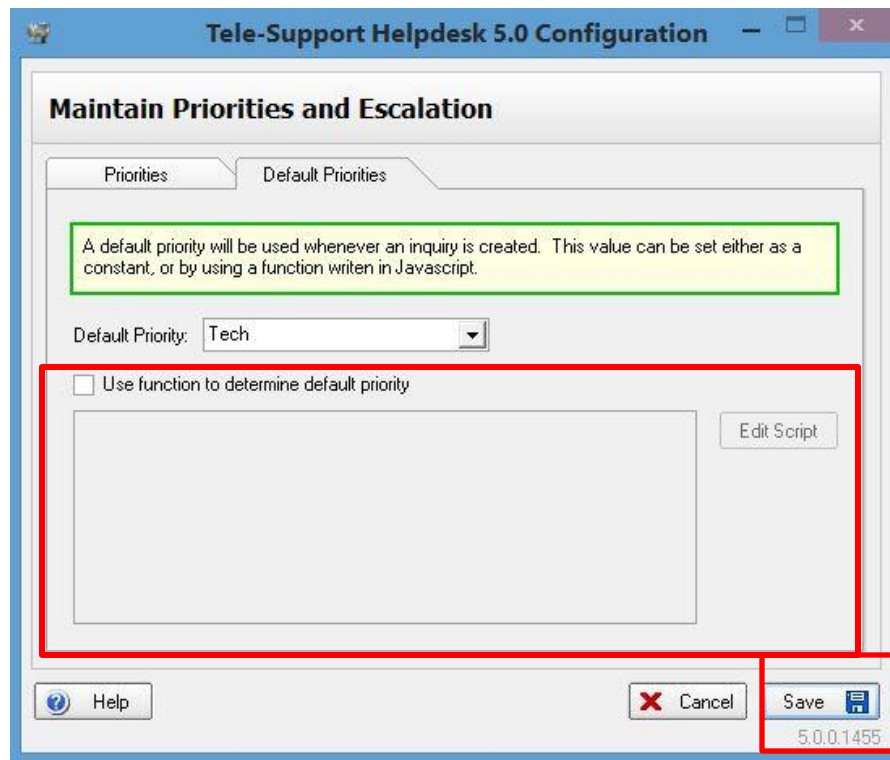 Tele-Support Helpdesk 5.0 Configuration
Maintain Priorities and Escalation
Priorities
Default Priorities
A default priority will be used whenever an inquiry is created. This value can be set either as a
constant, or by using a function writen in Javascript.
Default Priority: Tech
Use function to determine default priority
Edit Script
Help
Cancel
Save
5.0.0.1455